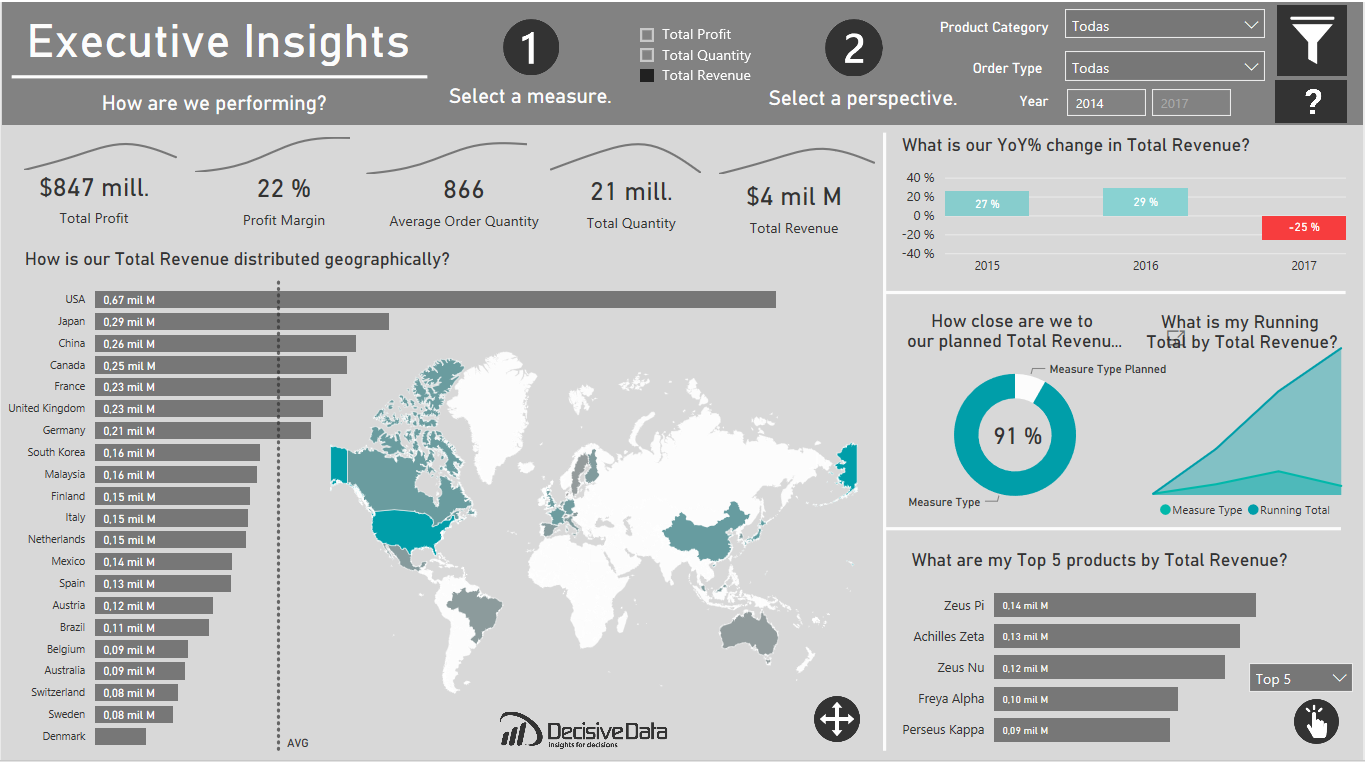 Executive Insights
How are we performing?
1
Select a measure.
Total Profit
Total Quantity
Total Revenue
2
Select a perspective.
Product Category
Todas
Order Type
Todas
Year
2014
2017
?
$847 mill.
Total Profit
22 %
Profit Margin
866
Average Order Quantity
21 mill.
Total Quantity
$4 mil M
Total Revenue
How is our Total Revenue distributed geographically?
USA 0,67 mil M
Japan 0,29 mil M
China 0,26 mil M
Canada 0,25 mil M
France 0,23 mil M
United Kingdom 0,23 mil M
Germany 0,21 mil M
South Korea 0,16 mil M
Malaysia 0,16 mil M
Finland 0,15 mil M
Italy 0,15 mil M
Netherlands 0,15 mil M
Mexico 0,14 mil M
Spain 0,13 mil M
Austria 0,12 mil M
Brazil 0,11 mil M
Belgium 0,09 mil M
Australia 0,09 mil M
Switzerland 0,08 mil M
Sweden 0,08 mil M
Denmark
AVG
DecisiveData
Insights for decisions
What is our YoY% change in Total Revenue?
40 %
20 %
0 %
-20 %
-40 %
27 %
29 %
-25 %
2015
2016
2017
How close are we to
our planned Total Revenu...
Measure Type Planned
91 %
Measure Type
What is my Running
Total by Total Revenue?
Measure Type
Running Total
What are my Top 5 products by Total Revenue?
Zeus Pi 0,14 mil M
Achilles Zeta 0,13 mil M
Zeus Nu 0,12 mil M
Freya Alpha 0,10 mil M
Perseus Kappa 0,09 mil M
Top 5